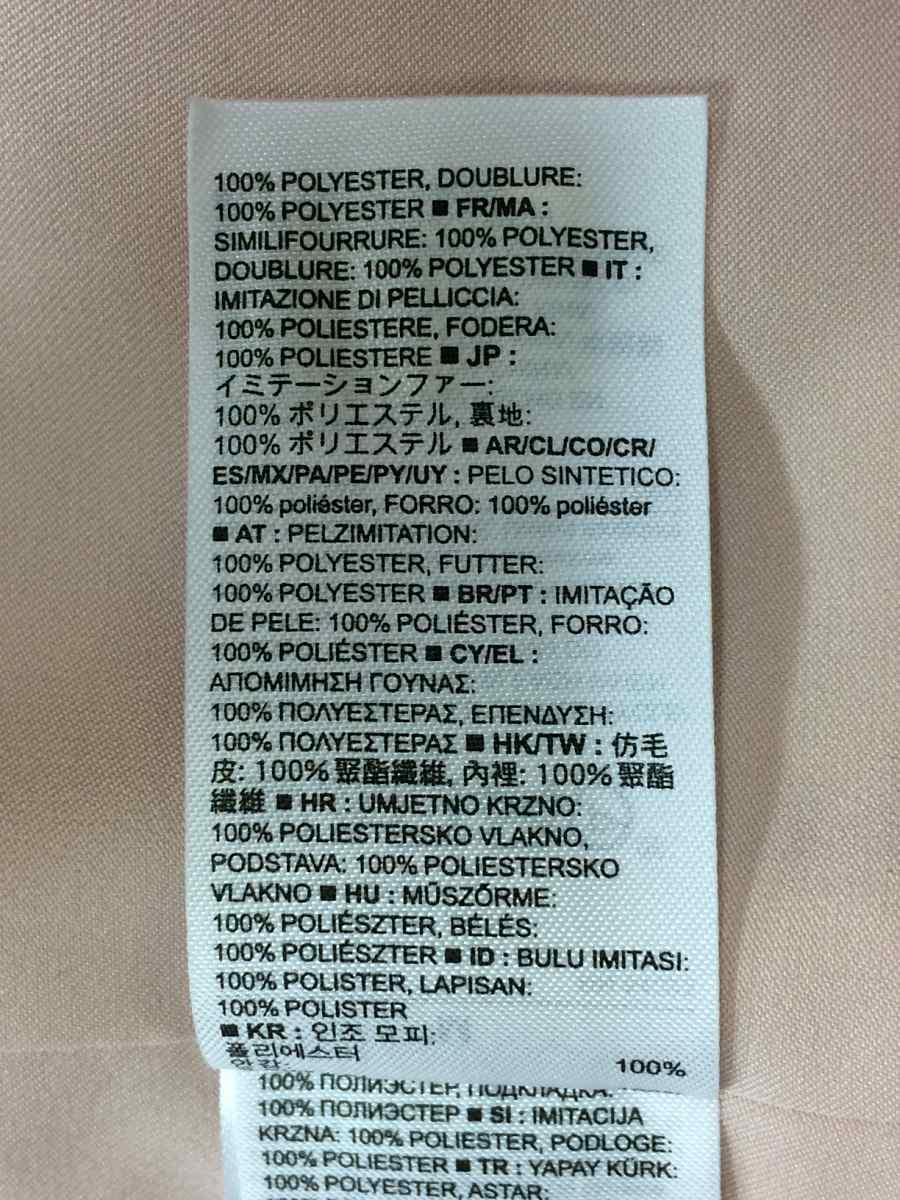 100% POLYESTER, DOUBLURE:
100% POLYESTER ■ FR/MA :
SIMILIFOURRURE: 100% POLYESTER,
DOUBLURE: 100% POLYESTER ■ IT :
IMITAZIONE DI PELLICCIA:
100% POLIESTERE, FODERA:
100% POLIESTERE ■ JP :
イミテーションファー:
100% ポリエステル, 裏地:
100% ポリエステル ■ AR/CL/CO/CR/
ES/MX/PA/PE/PY/UY : PELO SINTETICO:
100% poliéster, FORRO: 100% poliéster
■ AT : PELZIMITATION:
100% POLYESTER, FUTTER:
100% POLYESTER ■ BR/PT : IMITAÇÃO
DE PELE: 100% POLIÉSTER, FORRO:
100% POLIÉSTER ■ CY/EL :
ΑΠΟΜΙΜΗΣΗ ΓΟΥΝΑΣ:
100% ΠΟΛΥΕΣΤΕΡΑΣ, ΕΠΕΝΔΥΣΗ:
100% ΠΟΛΥΕΣΤΕΡΑΣ ■ HK/TW : 仿毛
皮: 100% 聚酯纖維, 內裡: 100% 聚酯
纖維 ■ HR : UMJETNO KRZNO:
100% POLIESTERSKO VLAKNO,
PODSTAVA: 100% POLIESTERSKO
VLAKNO ■ HU : MŰSZŐRME:
100% POLIÉSZTER, BÉLÉS:
100% POLIÉSZTER ■ ID : BULU IMITASI:
100% POLISTER, LAPISAN:
100% POLISTER
■ KR : 인조 모피:
폴리에스터 100%
안감:
100% ПОЛИЭСТЕР, ПОДКЛАДКА:
100% ПОЛИЭСТЕР ■ SI : IMITACIJA
KRZNA: 100% POLIESTER, PODLOGE:
100% POLIESTER ■ TR : YAPAY KÜRK:
100% POLYESTER, ASTAR: